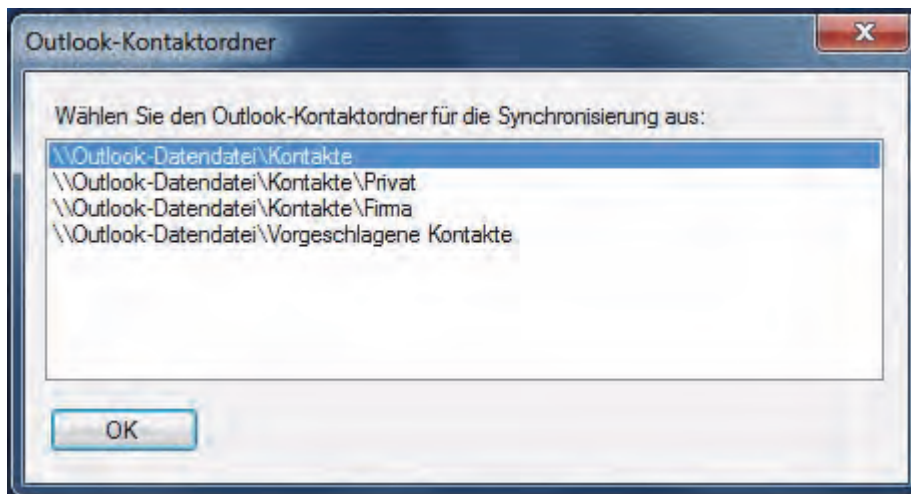 Outlook-Kontaktordner
Wählen Sie den Outlook-Kontaktordner für die Synchronisierung aus:
\\Outlook-Datendatei\Kontakte
\\Outlook-Datendatei\Kontakte\Privat
\\Outlook-Datendatei\Kontakte\Firma
\\Outlook-Datendatei\Vorgeschlagene Kontakte
OK